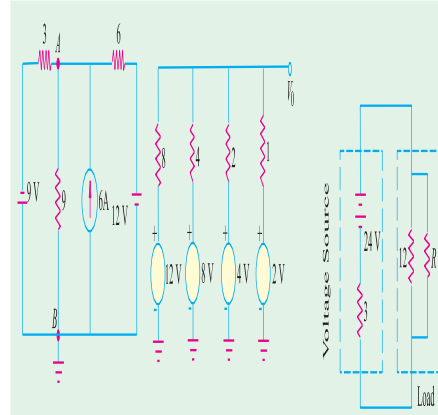 3
A
6
9 V
9
6A
12 V
B
V0
8
4
2
1
+
+
+
+
12 V
8 V
4 V
2 V
-
-
-
-
Voltage Source
24 V
3
12
R
Load